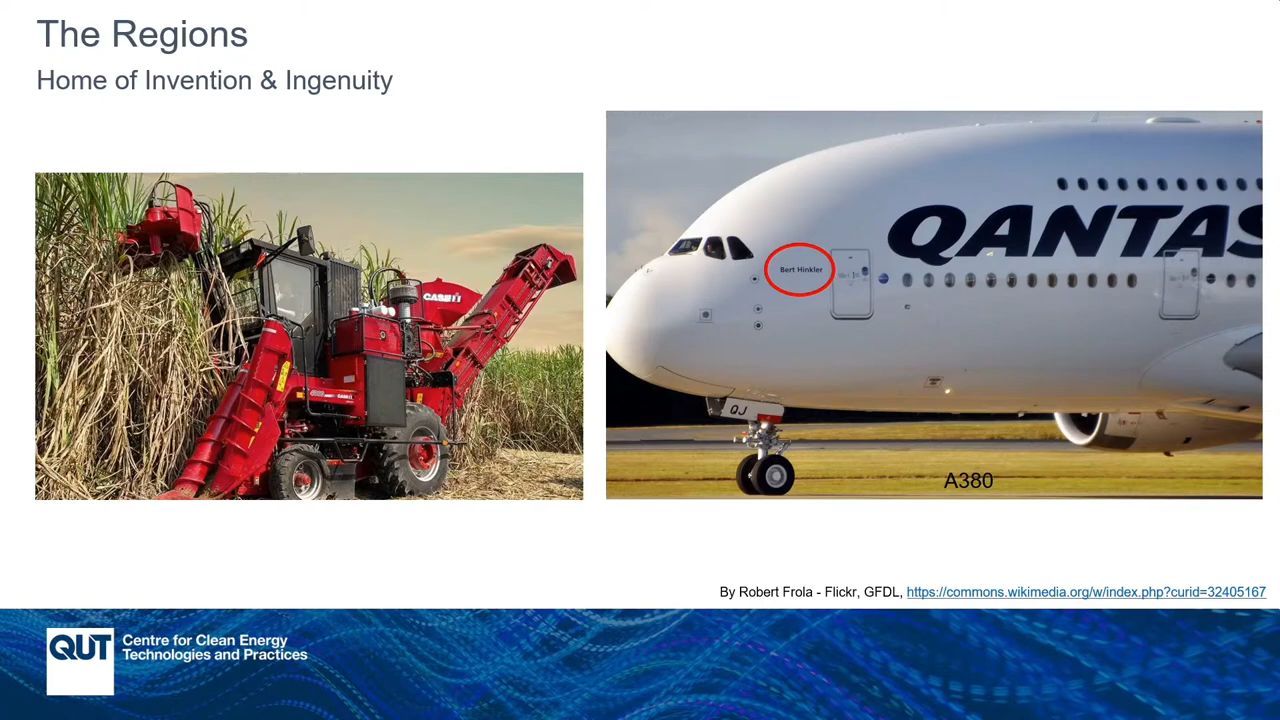 The Regions
Home of Invention & Ingenuity
CASE IH
QANTAS
Bert Hinkler
QJ
A380
By Robert Frola - Flickr, GFDL, https://commons.wikimedia.org/w/index.php?curid=32405167
QUT
Centre for Clean Energy
Technologies and Practices